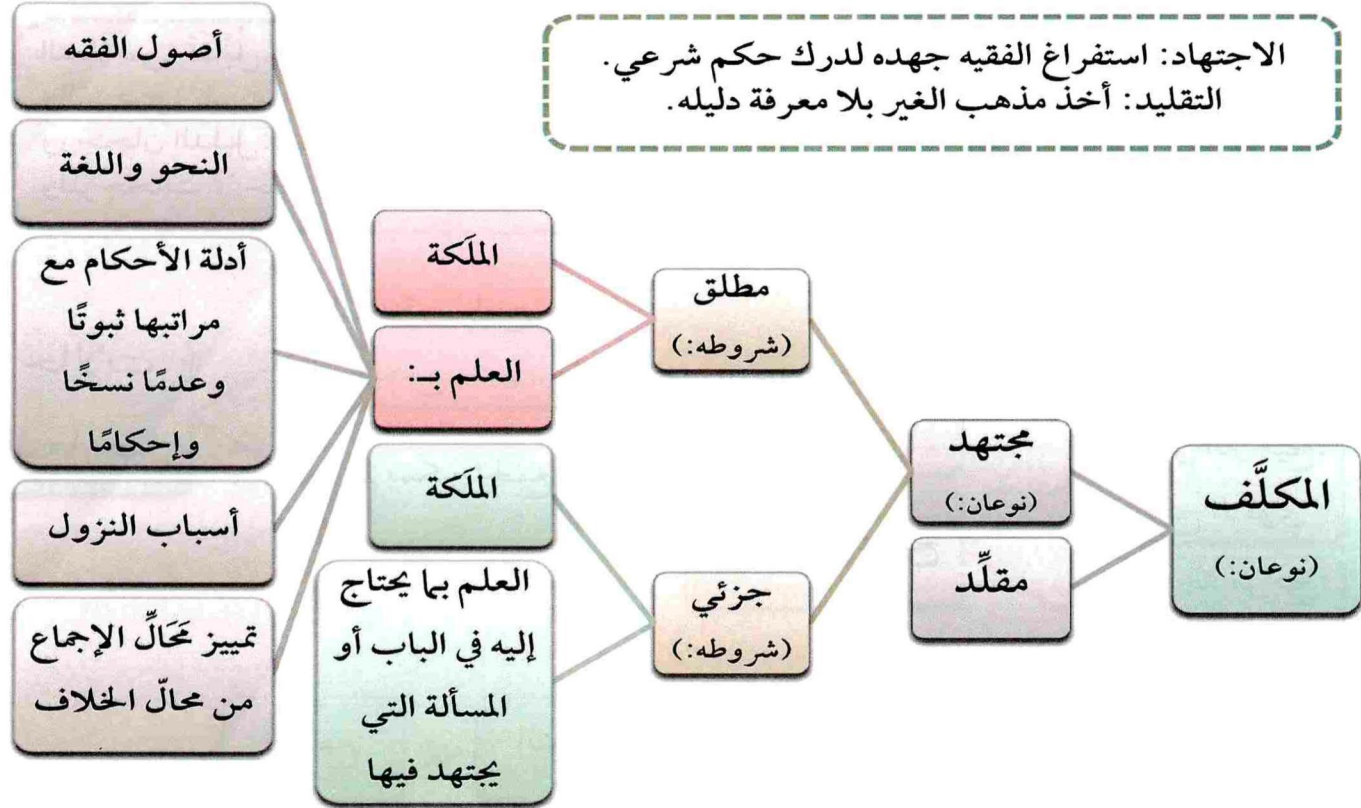 الاجتهاد: استفراغ الفقيه جهده لدرك حكم شرعي.
التقليد: أخذ مذهب الغير بلا معرفة دليله.
المكلَّف
(نوعان:)
مجتهد
(نوعان:)
مقلِّد
مطلق
(شروطه:)
جزئي
(شروطه:)
الملَكة
العلم بـ:
الملَكة
العلم بما يحتاج
إليه في الباب أو
المسألة التي
يجتهد فيها
أصول الفقه
النحو واللغة
أدلة الأحكام مع
مراتبها ثبوتًا
وعدمًا نسخًا
وإحكامًا
أسباب النزول
تمييز مَحَالِّ الإجماع
من محالّ الخلاف